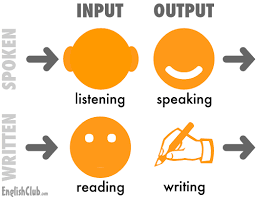 INPUT OUTPUT
SPOKEN
listening speaking
WRITTEN
reading writing
EnglishClub.com